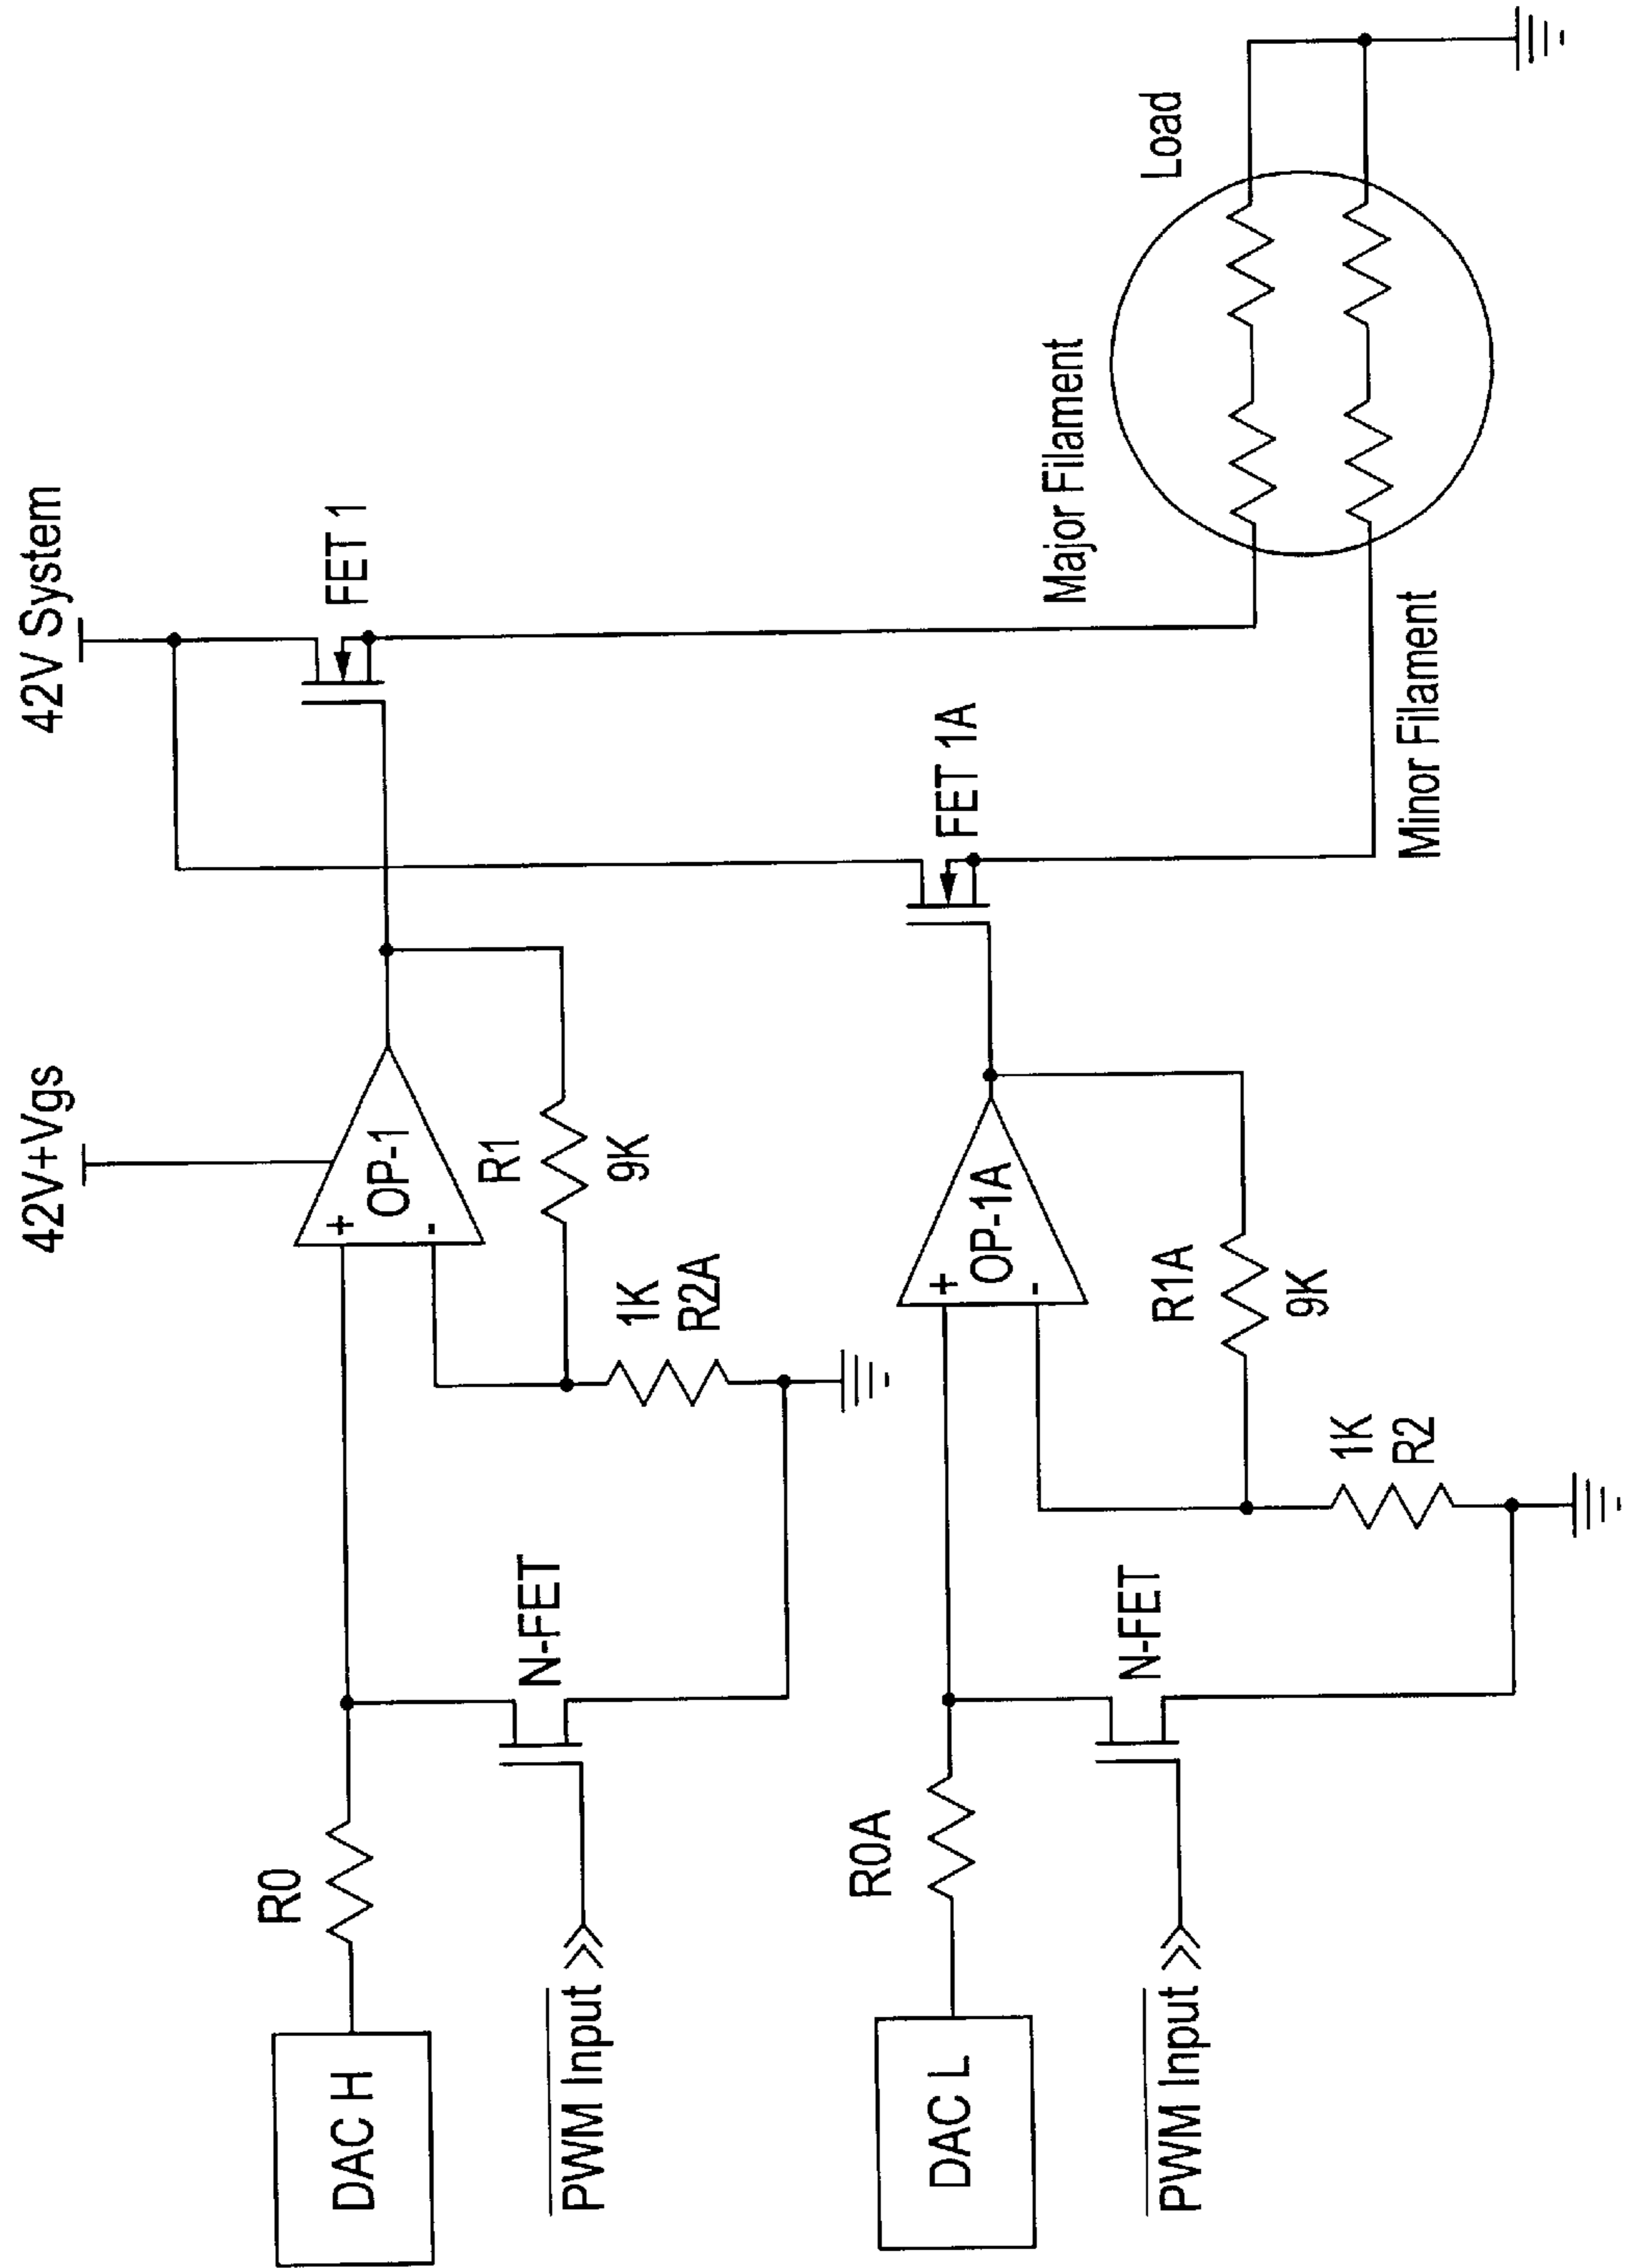 42V System
42V+Vgs
FET 1
OP-1
+
-
R1
9K
1K
R2A
R0
DAC H
N-FET
PWM Input
FET 1A
OP-1A
+
-
R1A
9K
1K
R2
R0A
DAC L
N-FET
PWM Input
Major Filament
Minor Filament
Load